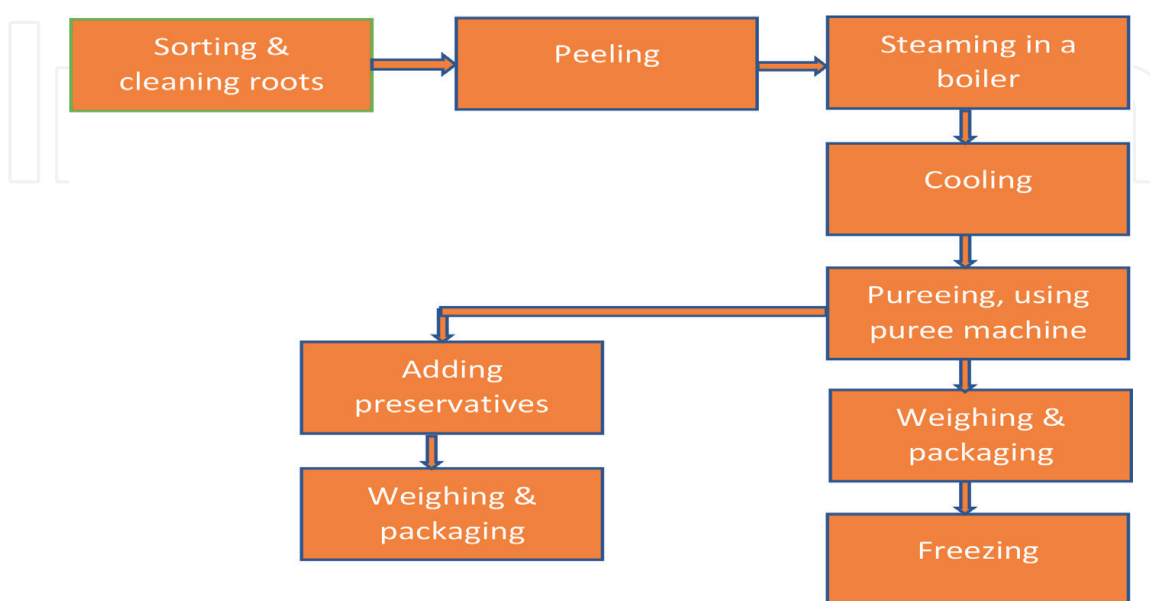 Sorting &
cleaning roots
Peeling
Steaming in a
boiler
Cooling
Pureeing, using
puree machine
Adding
preservatives
Weighing &
packaging
Weighing &
packaging
Freezing